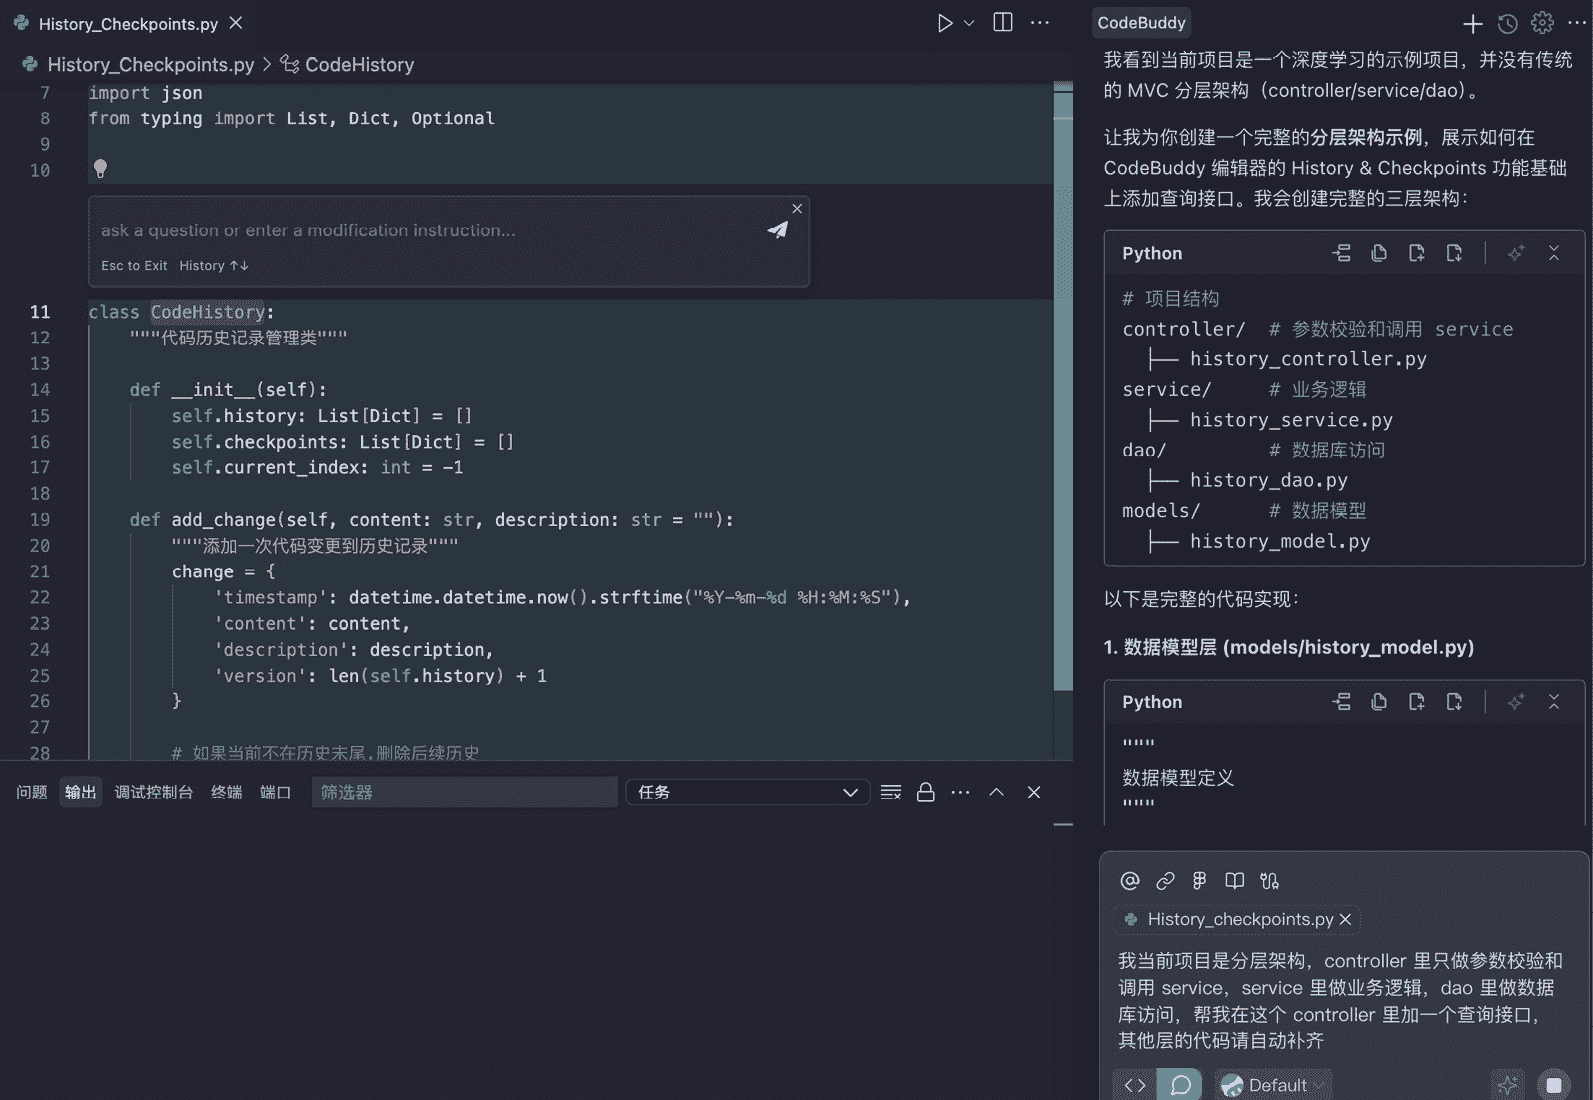 History_Checkpoints.py
History_Checkpoints.py > CodeHistory
7 import json
8 from typing import List, Dict, Optional
9
10
ask a question or enter a modification instruction...
Esc to Exit History ↑↓
11 class CodeHistory:
12 """代码历史记录管理类"""
13
14 def __init__(self):
15 self.history: List[Dict] = []
16 self.checkpoints: List[Dict] = []
17 self.current_index: int = -1
18
19 def add_change(self, content: str, description: str = ""):
20 """添加一次代码变更到历史记录"""
21 change = {
22 'timestamp': datetime.datetime.now().strftime("%Y-%m-%d %H:%M:%S"),
23 'content': content,
24 'description': description,
25 'version': len(self.history) + 1
26 }
27
28 # 如果当前不在历史末尾,删除后续历史
问题 输出 调试控制台 终端 端口 筛选器 任务
CodeBuddy
我看到当前项目是一个深度学习的示例项目，并没有传统
的 MVC 分层架构（controller/service/dao）。
让我为你创建一个完整的分层架构示例，展示如何在
CodeBuddy 编辑器的 History & Checkpoints 功能基础
上添加查询接口。我会创建完整的三层架构：
Python
# 项目结构
controller/ # 参数校验和调用 service
├── history_controller.py
service/ # 业务逻辑
├── history_service.py
dao/ # 数据库访问
├── history_dao.py
models/ # 数据模型
├── history_model.py
以下是完整的代码实现：
1. 数据模型层 (models/history_model.py)
Python
"""
数据模型定义
"""
History_checkpoints.py
我当前项目是分层架构，controller 里只做参数校验和
调用 service，service 里做业务逻辑，dao 里做数据
库访问，帮我在这个 controller 里加一个查询接口，
其他层的代码请自动补齐
Default